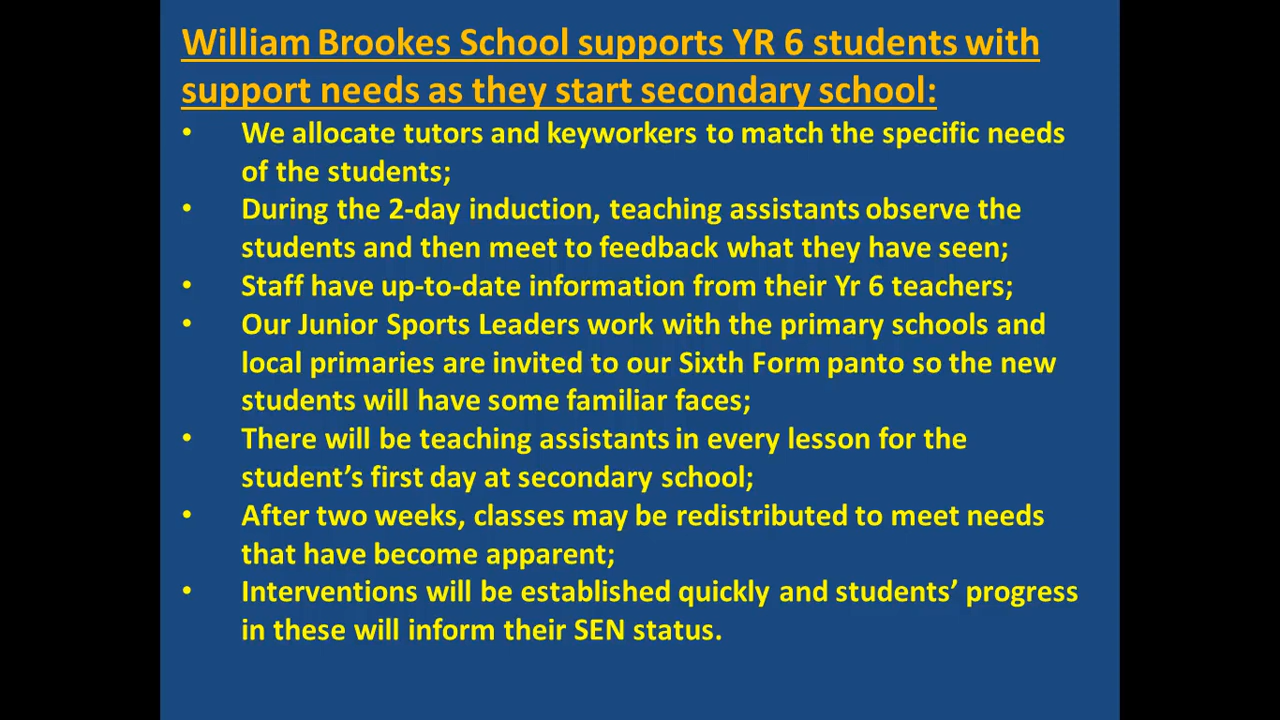 William Brookes School supports YR 6 students with
support needs as they start secondary school:
• We allocate tutors and keyworkers to match the specific needs
of the students;
• During the 2-day induction, teaching assistants observe the
students and then meet to feedback what they have seen;
• Staff have up-to-date information from their Yr 6 teachers;
• Our Junior Sports Leaders work with the primary schools and
local primaries are invited to our Sixth Form panto so the new
students will have some familiar faces;
• There will be teaching assistants in every lesson for the
student’s first day at secondary school;
• After two weeks, classes may be redistributed to meet needs
that have become apparent;
• Interventions will be established quickly and students’ progress
in these will inform their SEN status.